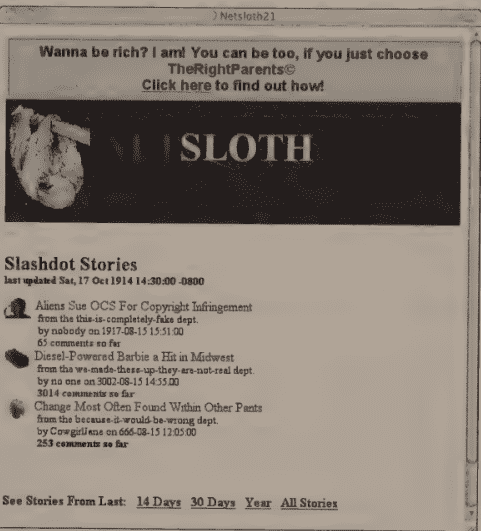 Netsloth21
Wanna be rich? I am! You can be too, if you just choose
TheRightParents©
Click here to find out how!
NET SLOTH
Slashdot Stories
last updated Sat, 17 Oct 1914 14:30:00 -0800
Aliens Sue OCS For Copyright Infringement
from the this-is-completely-fake dept.
by nobody on 1917-08-15 15:51:00
65 comments so far
Diesel-Powered Barbie a Hit in Midwest
from the we-made-these-up-they-are-not-real dept.
by no one on 3002-08-15 14:55:00
3014 comments so far
Change Most Often Found Within Other Pants
from the because-it-would-be-wrong dept.
by CowgirlJane on 666-08-15 12:05:00
253 comments so far
See Stories From Last: 14 Days 30 Days Year All Stories